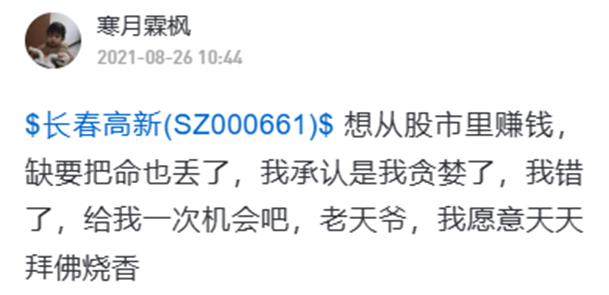 寒月霖枫
2021-08-26 10:44
$长春高新(SZ000661)$ 想从股市里赚钱，
缺要把命也丢了，我承认是我贪婪了，我错
了，给我一次机会吧，老天爷，我愿意天天
拜佛烧香